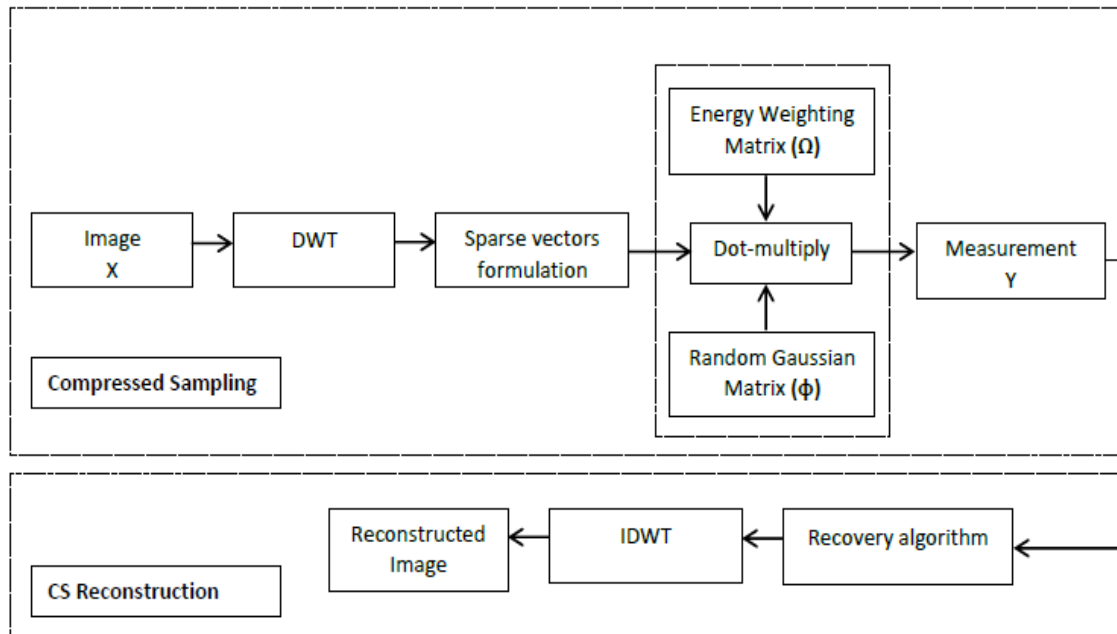 Energy Weighting
Matrix (Ω)
Image
X
DWT
Sparse vectors
formulation
Dot-multiply
Measurement
Y
Random Gaussian
Matrix (ϕ)
Compressed Sampling
Reconstructed
Image
IDWT
Recovery algorithm
CS Reconstruction